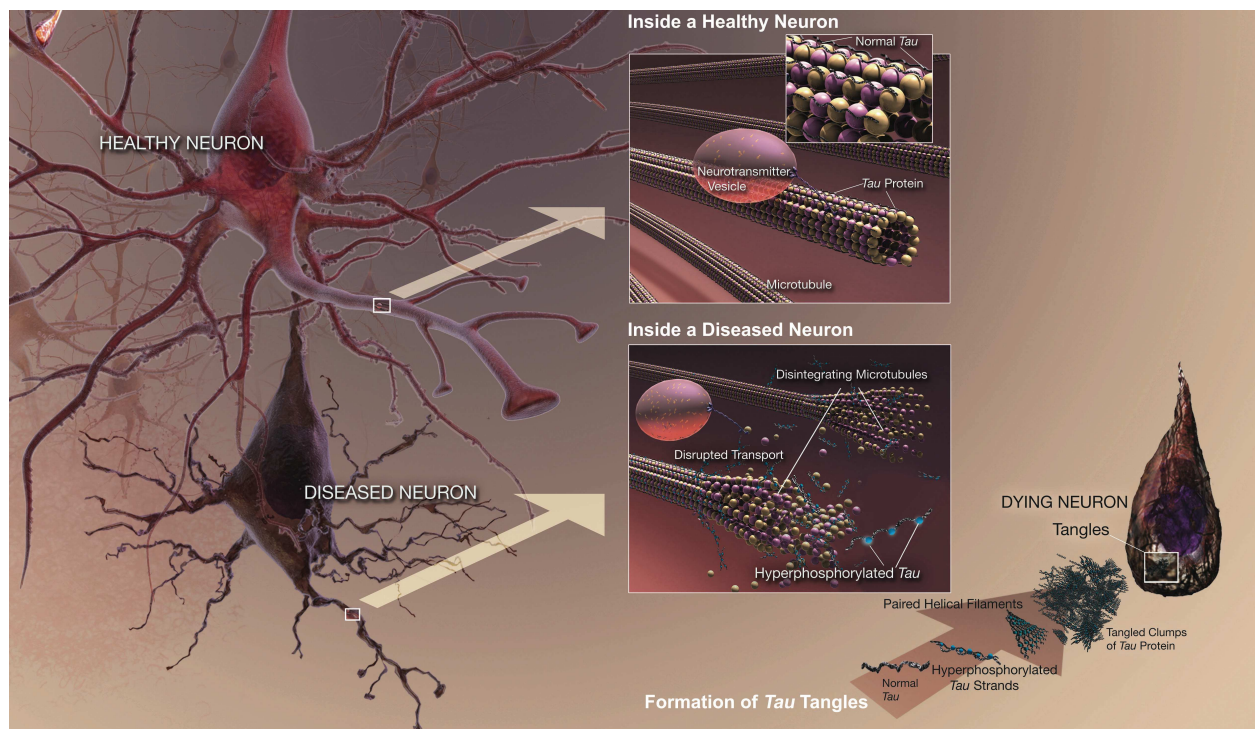 Inside a Healthy Neuron
Normal Tau
HEALTHY NEURON
Neurotransmitter
Vesicle
Tau Protein
Microtubule
Inside a Diseased Neuron
Disintegrating Microtubules
Disrupted Transport
DISEASED NEURON
Hyperphosphorylated Tau
DYING NEURON
Tangles
Paired Helical Filaments
Tangled Clumps
of Tau Protein
Hyperphosphorylated
Tau Strands
Normal
Tau
Formation of Tau Tangles